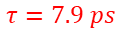 τ = 7.9 ps